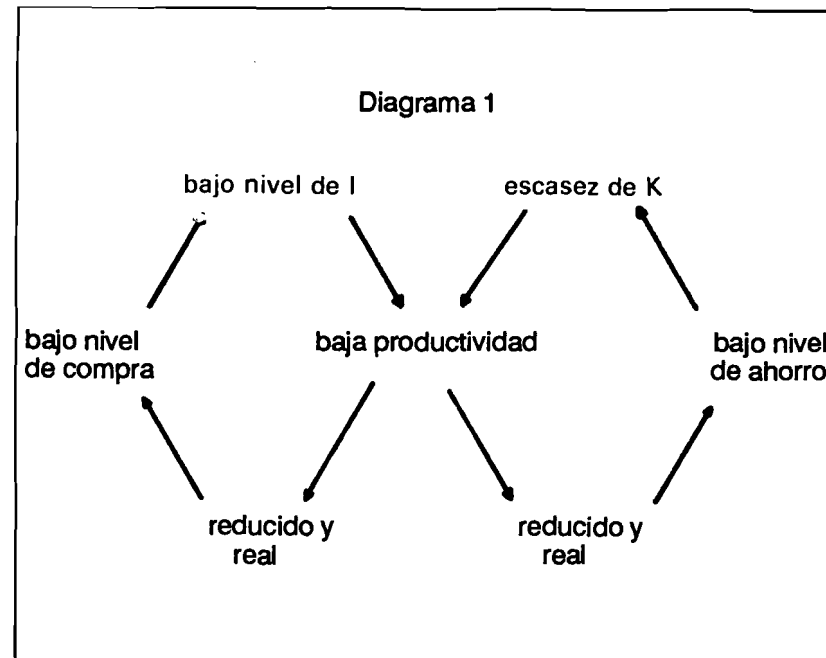 Diagrama 1
bajo nivel de I
escasez de K
bajo nivel
de compra
baja productividad
bajo nivel
de ahorro
reducido y
real
reducido y
real